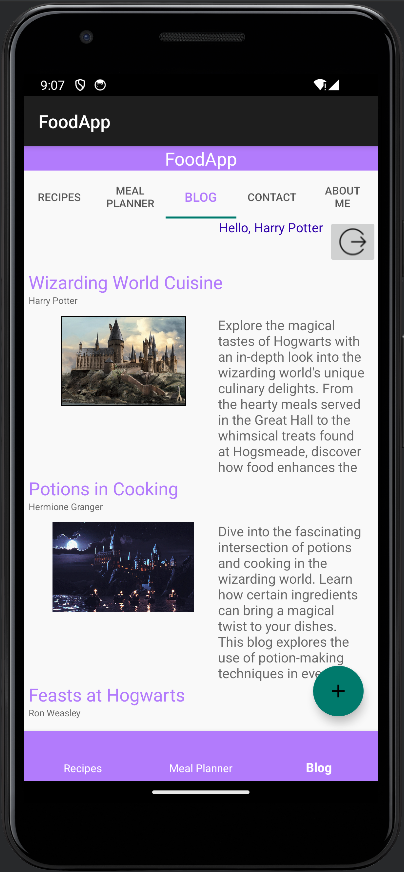 9:07
FoodApp
FoodApp
RECIPES
MEAL
PLANNER
BLOG
CONTACT
ABOUT
ME
Hello, Harry Potter
Wizarding World Cuisine
Harry Potter
Explore the magical
tastes of Hogwarts with
an in-depth look into the
wizarding world's unique
culinary delights. From
the hearty meals served
in the Great Hall to the
whimsical treats found
at Hogsmeade, discover
how food enhances the
Potions in Cooking
Hermione Granger
Dive into the fascinating
intersection of potions
and cooking in the
wizarding world. Learn
how certain ingredients
can bring a magical
twist to your dishes.
This blog explores the
use of potion-making
techniques in
Feasts at Hogwarts
Ron Weasley
+
Recipes
Meal Planner
Blog